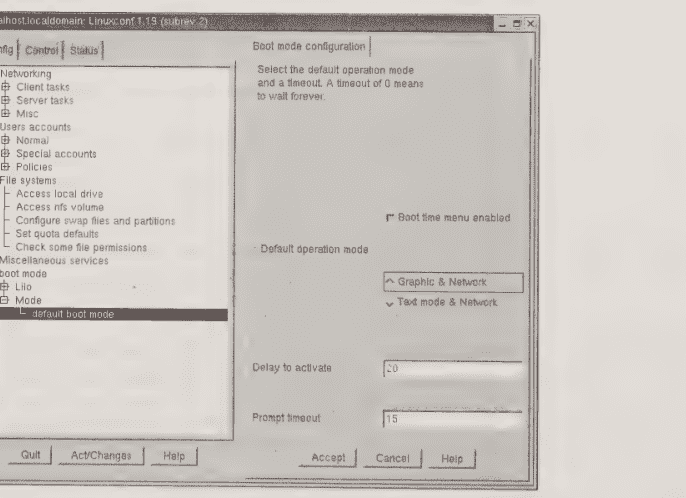 alhost.localdomain: Linuxconf 1.19 (subrev 2)
nfig Control Status
Networking
Client tasks
Server tasks
Misc
Users accounts
Normal
Special accounts
Policies
File systems
Access local drive
Access nfs volume
Configure swap files and partitions
Set quota defaults
Check some file permissions
Miscellaneous services
boot mode
Lilo
Mode
default boot mode
Quit Act/Changes Help
Boot mode configuration
Select the default operation mode
and a timeout. A timeout of 0 means
to wait forever.
Boot time menu enabled
Default operation mode
Graphic & Network
Text mode & Network
Delay to activate 20
Prompt timeout 15
Accept Cancel Help